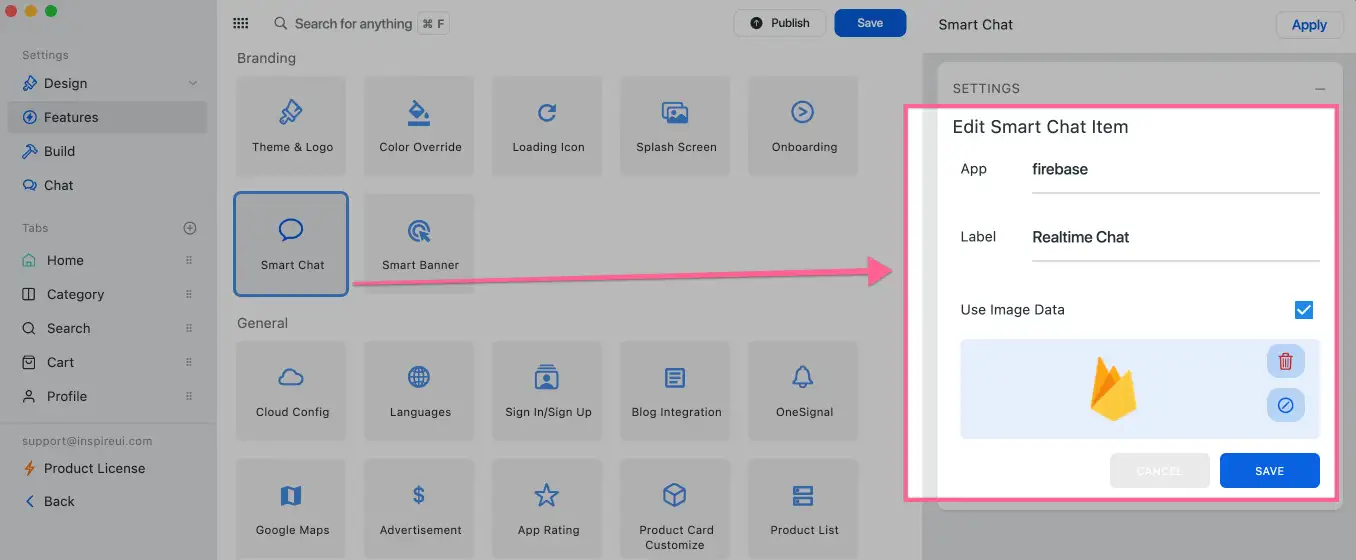 Settings
Design
Features
Build
Chat
Tabs
Home
Category
Search
Cart
Profile
support@inspireui.com
Product License
Back
Search for anything ⌘ F
Publish
Save
Branding
Theme & Logo
Color Override
Loading Icon
Splash Screen
Onboarding
Smart Chat
Smart Banner
General
Cloud Config
Languages
Sign In/Sign Up
Blog Integration
OneSignal
Google Maps
Advertisement
App Rating
Product Card
Customize
Product List
Smart Chat
Apply
SETTINGS
Edit Smart Chat Item
App firebase
Label Realtime Chat
Use Image Data
CANCEL
SAVE